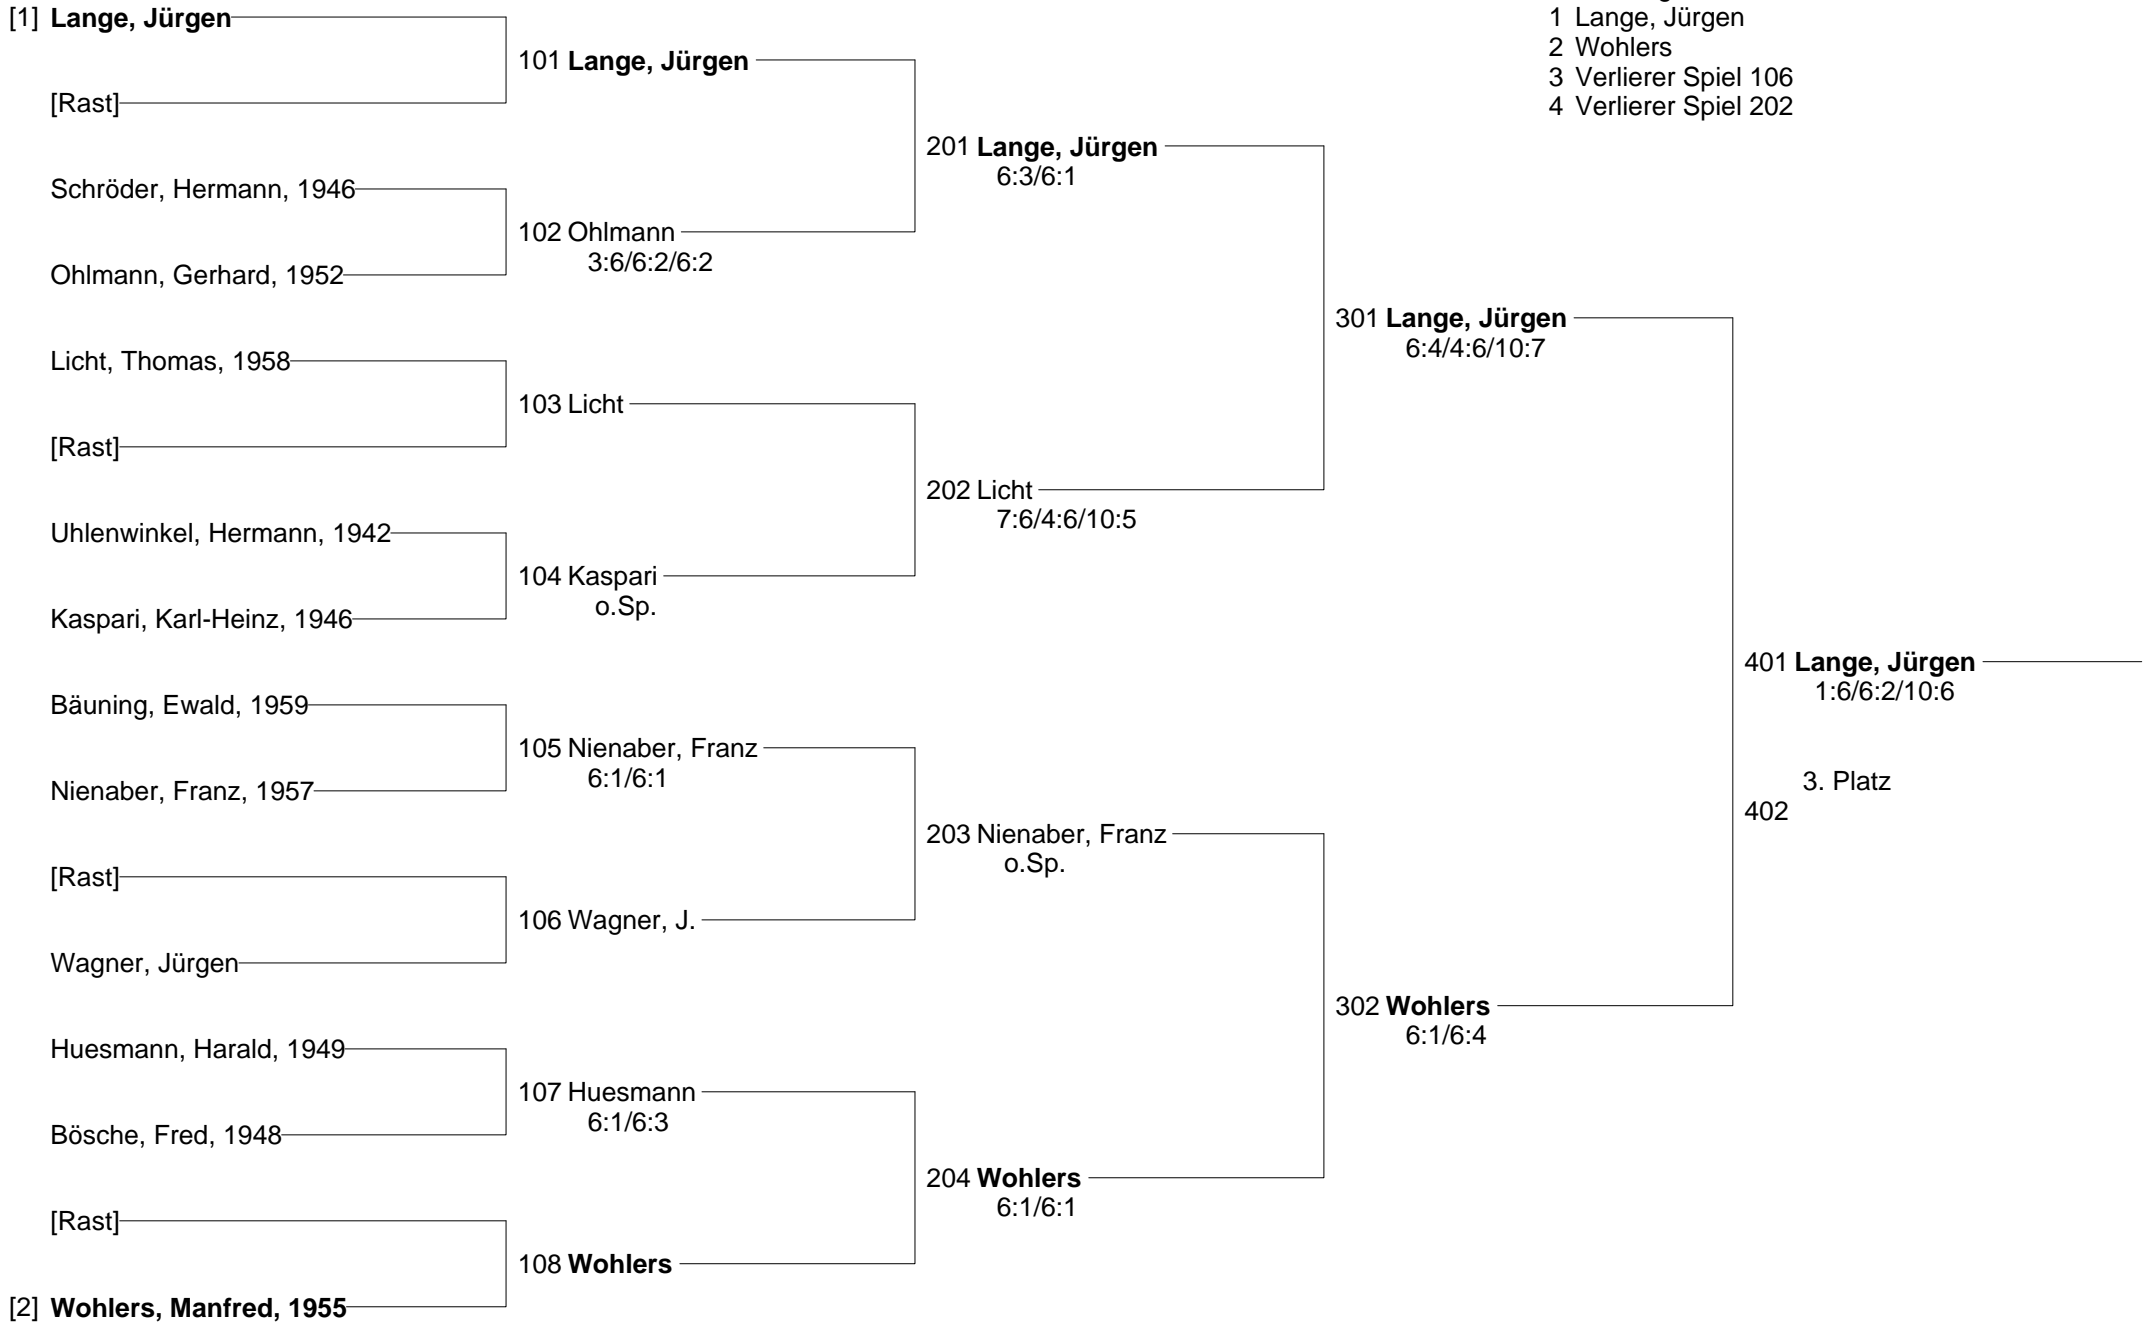 [1] Lange, Jürgen
[Rast]
Schröder, Hermann, 1946
Ohlmann, Gerhard, 1952
Licht, Thomas, 1958
[Rast]
Uhlenwinkel, Hermann, 1942
Kaspari, Karl-Heinz, 1946
Bäuning, Ewald, 1959
Nienaber, Franz, 1957
[Rast]
Wagner, Jürgen
Huesmann, Harald, 1949
Bösche, Fred, 1948
[Rast]
[2] Wohlers, Manfred, 1955
101 Lange, Jürgen
102 Ohlmann
3:6/6:2/6:2
103 Licht
104 Kaspari
o.Sp.
105 Nienaber, Franz
6:1/6:1
106 Wagner, J.
107 Huesmann
6:1/6:3
108 Wohlers
201 Lange, Jürgen
6:3/6:1
202 Licht
7:6/4:6/10:5
203 Nienaber, Franz
o.Sp.
204 Wohlers
6:1/6:1
301 Lange, Jürgen
6:4/4:6/10:7
302 Wohlers
6:1/6:4
401 Lange, Jürgen
1:6/6:2/10:6
3. Platz
402
1 Lange, Jürgen
2 Wohlers
3 Verlierer Spiel 106
4 Verlierer Spiel 202